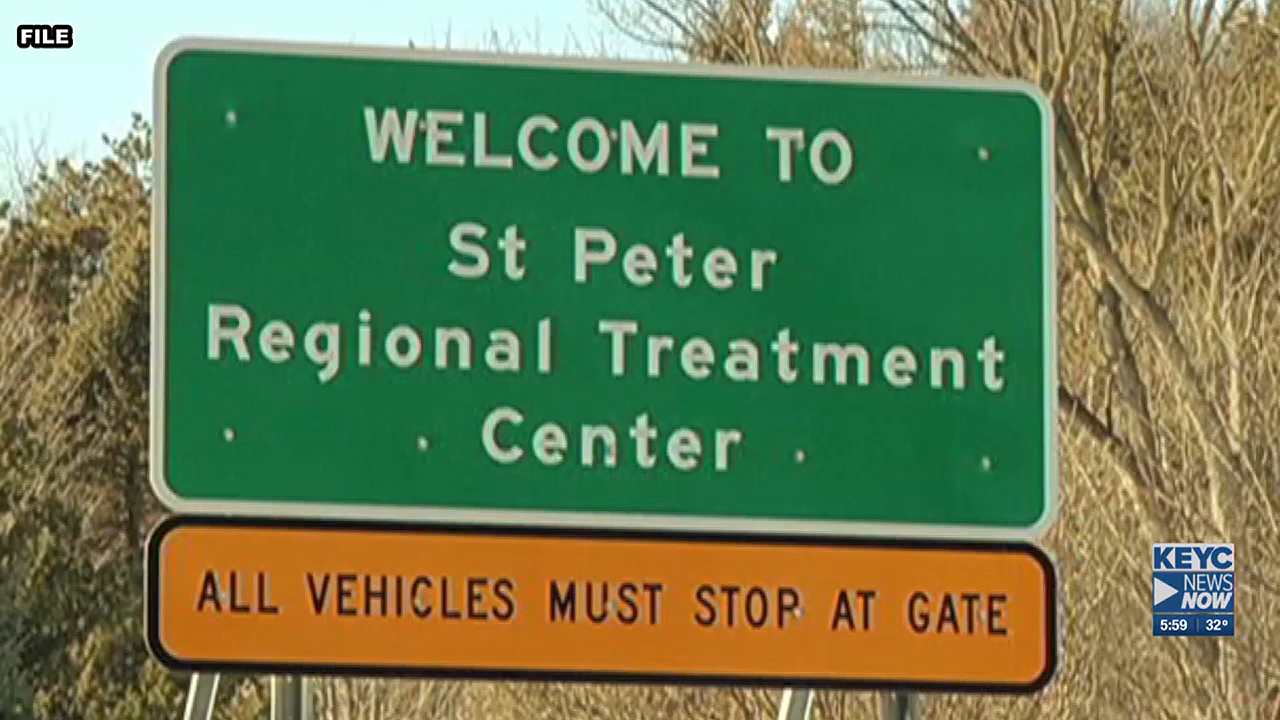 FILE
WELCOME TO
St Peter
Regional Treatment
Center
ALL VEHICLES MUST STOP AT GATE
KEYC
NEWS
NOW
5:59 32°